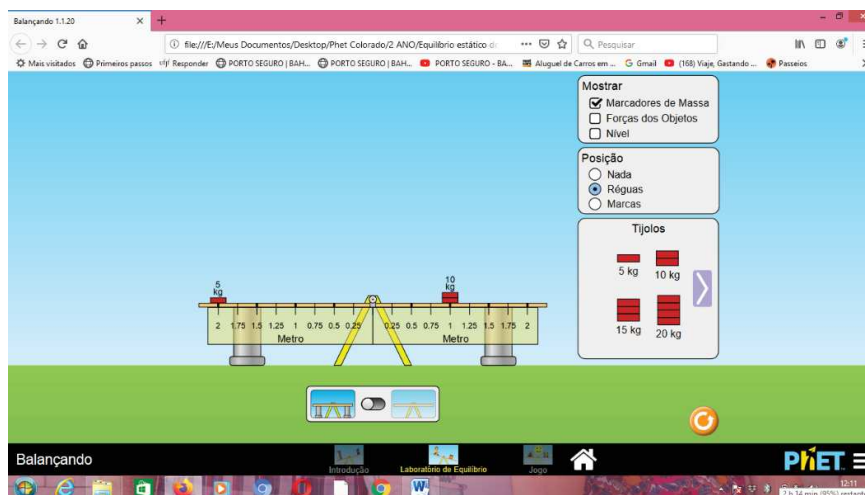 Balançando 1.1.20
file:///E:/Meus Documentos/Desktop/Phet Colorado/2 ANO/Equilíbrio estático d
Pesquisar
Mais visitados Primeiros passos Responder PORTO SEGURO | BAH... PORTO SEGURO | BAH... PORTO SEGURO - BA... Aluguel de Carros em ... Gmail (168) Viaje, Gastando ... Passeios
Mostrar
Marcadores de Massa
Forças dos Objetos
Nível
Posição
Nada
Réguas
Marcas
Tijolos
5 kg 10 kg
15 kg 20 kg
5 kg
10 kg
2 1.75 1.5 1.25 1 0.75 0.5 0.25 0.25 0.5 0.75 1 1.25 1.5 1.75 2
Metro Metro
Balançando
Introdução Laboratório de Equilíbrio Jogo
PhET
12:11